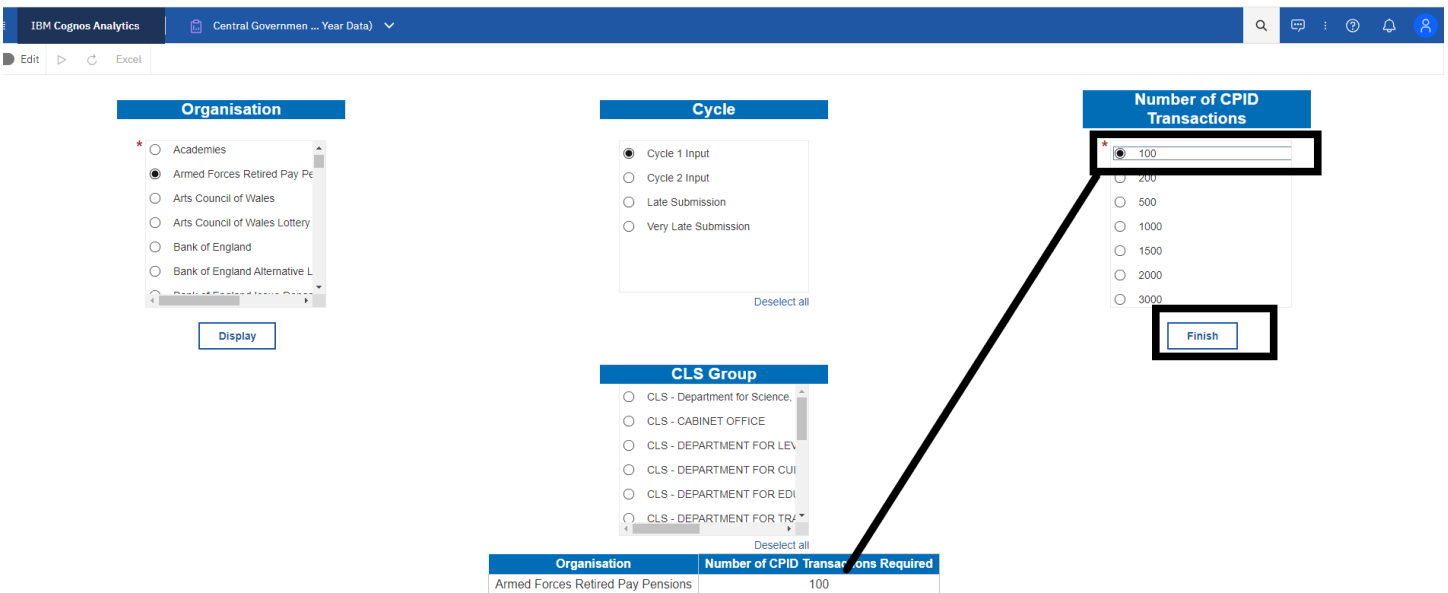 IBM Cognos Analytics
Central Governmen ... Year Data)
Edit
Excel
Organisation
* Academies
Armed Forces Retired Pay Pe
Arts Council of Wales
Arts Council of Wales Lottery
Bank of England
Bank of England Alternative L
Display
Cycle
Cycle 1 Input
Cycle 2 Input
Late Submission
Very Late Submission
Deselect all
Number of CPID
Transactions
* 100
200
500
1000
1500
2000
3000
Finish
CLS Group
CLS - Department for Science,
CLS - CABINET OFFICE
CLS - DEPARTMENT FOR LEV
CLS - DEPARTMENT FOR CUI
CLS - DEPARTMENT FOR EDU
CLS - DEPARTMENT FOR TRA
Deselect all
Organisation Number of CPID Transactions Required
Armed Forces Retired Pay Pensions 100